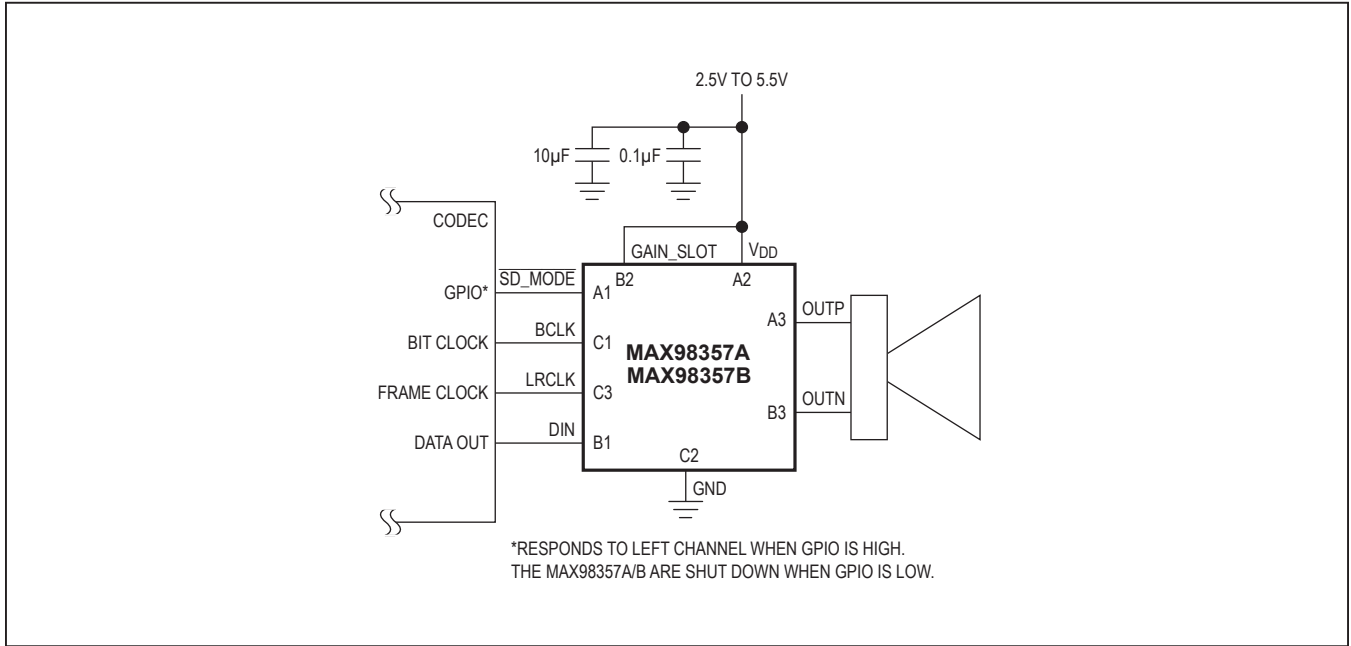 2.5V TO 5.5V
10µF
0.1µF
CODEC
GAIN_SLOT
VDD
B2
A2
GPIO*
SD_MODE
A1
A3
OUTP
BIT CLOCK
BCLK
C1
MAX98357A
MAX98357B
FRAME CLOCK
LRCLK
C3
B3
OUTN
DATA OUT
DIN
B1
C2
GND
*RESPONDS TO LEFT CHANNEL WHEN GPIO IS HIGH.
THE MAX98357A/B ARE SHUT DOWN WHEN GPIO IS LOW.